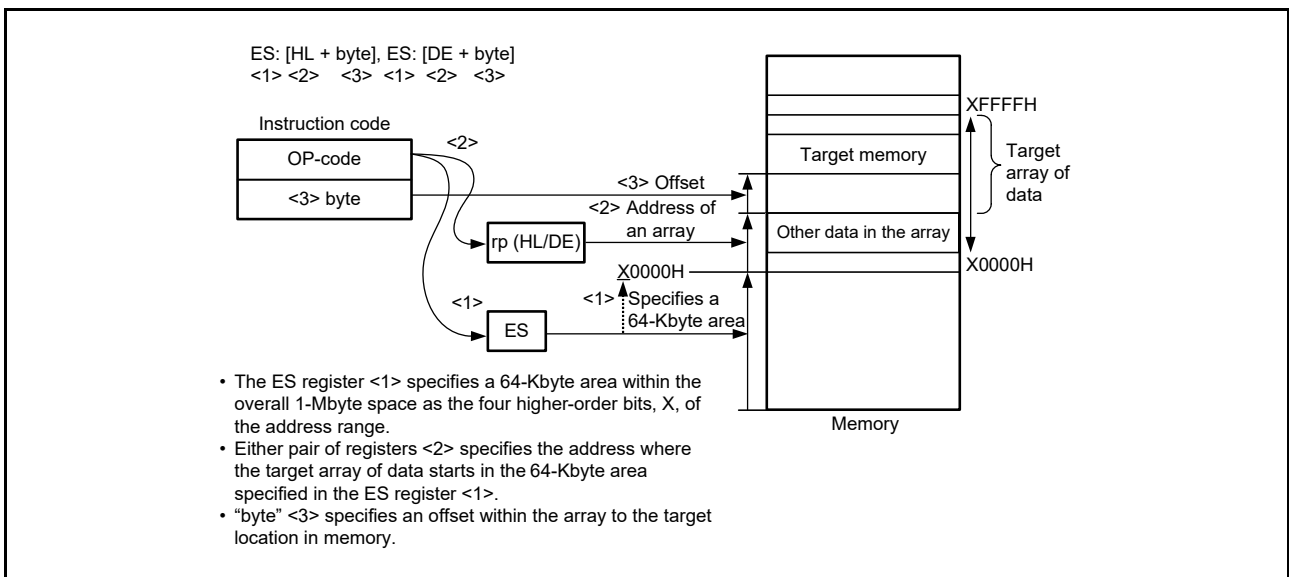 ES: [HL + byte], ES: [DE + byte]
<1> <2> <3> <1> <2> <3>
Instruction code
OP-code
<3> byte
<2>
<3> Offset
<2> Address of
an array
rp (HL/DE)
X0000H
<1>
<1> Specifies a
64-Kbyte area
ES
XFFFFH
Target memory
Target
array of
data
Other data in the array
X0000H
Memory
• The ES register <1> specifies a 64-Kbyte area within the
overall 1-Mbyte space as the four higher-order bits, X, of
the address range.
• Either pair of registers <2> specifies the address where
the target array of data starts in the 64-Kbyte area
specified in the ES register <1>.
• “byte” <3> specifies an offset within the array to the target
location in memory.